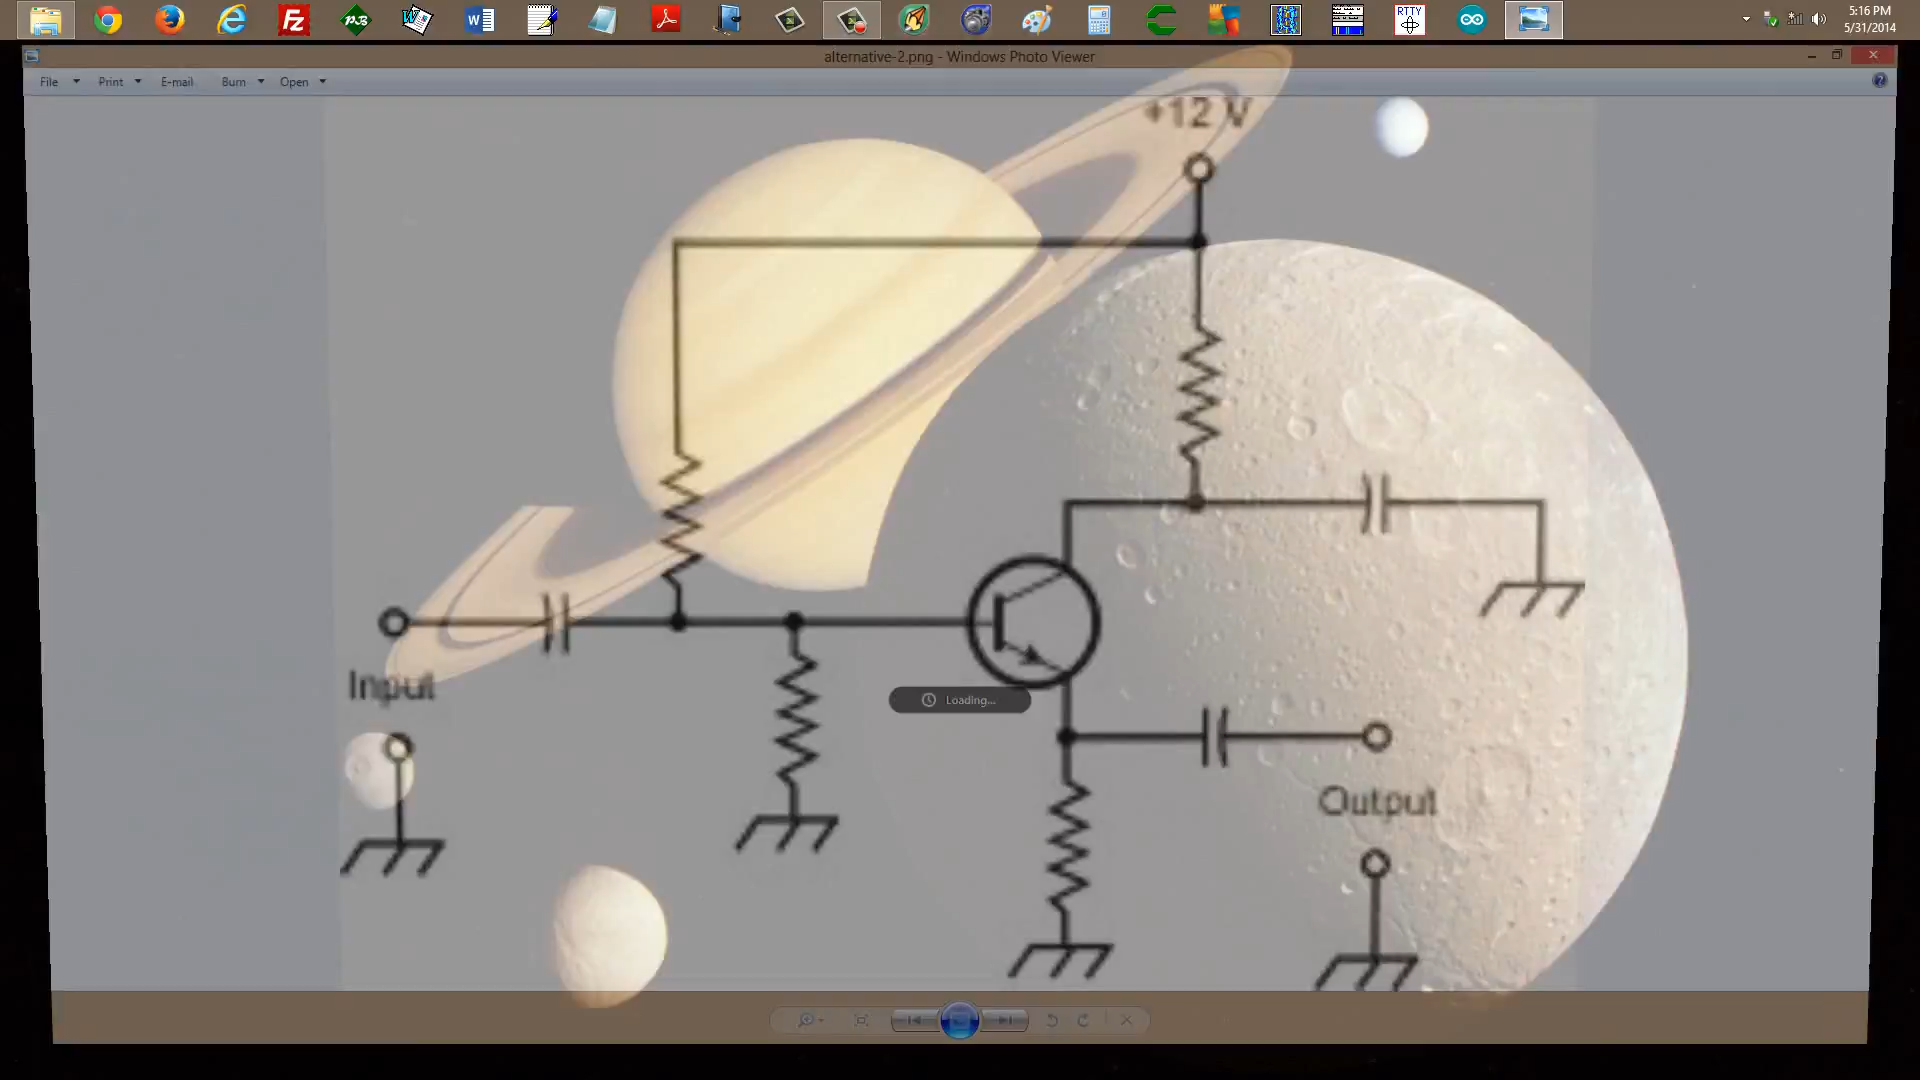 5:16 PM
5/31/2014
RTTY
alternative-2.png - Windows Photo Viewer
File Print E-mail Burn Open
+12 V
Input
Loading...
Output